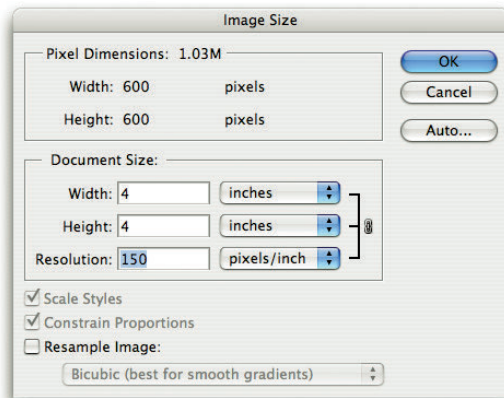 Image Size
Pixel Dimensions: 1.03M
Width: 600 pixels
Height: 600 pixels
OK
Cancel
Auto...
Document Size:
Width: 4 inches
Height: 4 inches
Resolution: 150 pixels/inch
Scale Styles
Constrain Proportions
Resample Image:
Bicubic (best for smooth gradients)